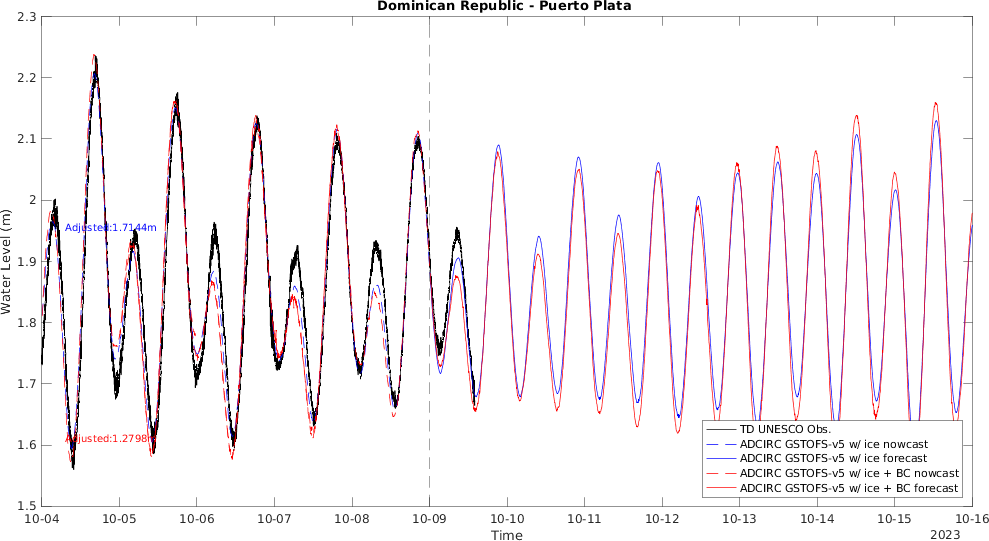 Dominican Republic - Puerto Plata
2.3
2.2
2.1
2
1.9
1.8
1.7
1.6
1.5
Water Level (m)
Adjusted:1.7144m
Adjusted:1.2798m
TD UNESCO Obs.
ADCIRC GSTOFS-v5 w/ ice nowcast
ADCIRC GSTOFS-v5 w/ ice forecast
ADCIRC GSTOFS-v5 w/ ice + BC nowcast
ADCIRC GSTOFS-v5 w/ ice + BC forecast
10-04 10-05 10-06 10-07 10-08 10-09 10-10 10-11 10-12 10-13 10-14 10-15 10-16
Time
2023